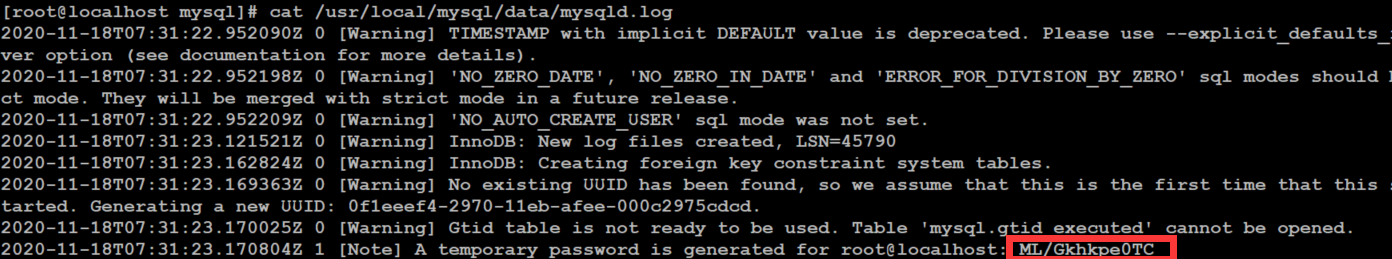 [root@localhost mysql]# cat /usr/local/mysql/data/mysqld.log
2020-11-18T07:31:22.952090Z 0 [Warning] TIMESTAMP with implicit DEFAULT value is deprecated. Please use --explicit_defaults_
ver option (see documentation for more details).
2020-11-18T07:31:22.952198Z 0 [Warning] 'NO_ZERO_DATE', 'NO_ZERO_IN_DATE' and 'ERROR_FOR_DIVISION_BY_ZERO' sql modes should
ct mode. They will be merged with strict mode in a future release.
2020-11-18T07:31:22.952209Z 0 [Warning] 'NO_AUTO_CREATE_USER' sql mode was not set.
2020-11-18T07:31:23.121521Z 0 [Warning] InnoDB: New log files created, LSN=45790
2020-11-18T07:31:23.162824Z 0 [Warning] InnoDB: Creating foreign key constraint system tables.
2020-11-18T07:31:23.169363Z 0 [Warning] No existing UUID has been found, so we assume that this is the first time that this
tarted. Generating a new UUID: 0f1eeef4-2970-11eb-afee-000c2975cdcd.
2020-11-18T07:31:23.170025Z 0 [Warning] Gtid table is not ready to be used. Table 'mysql.gtid_executed' cannot be opened.
2020-11-18T07:31:23.170804Z 1 [Note] A temporary password is generated for root@localhost: ML/Gkhkpe0TC